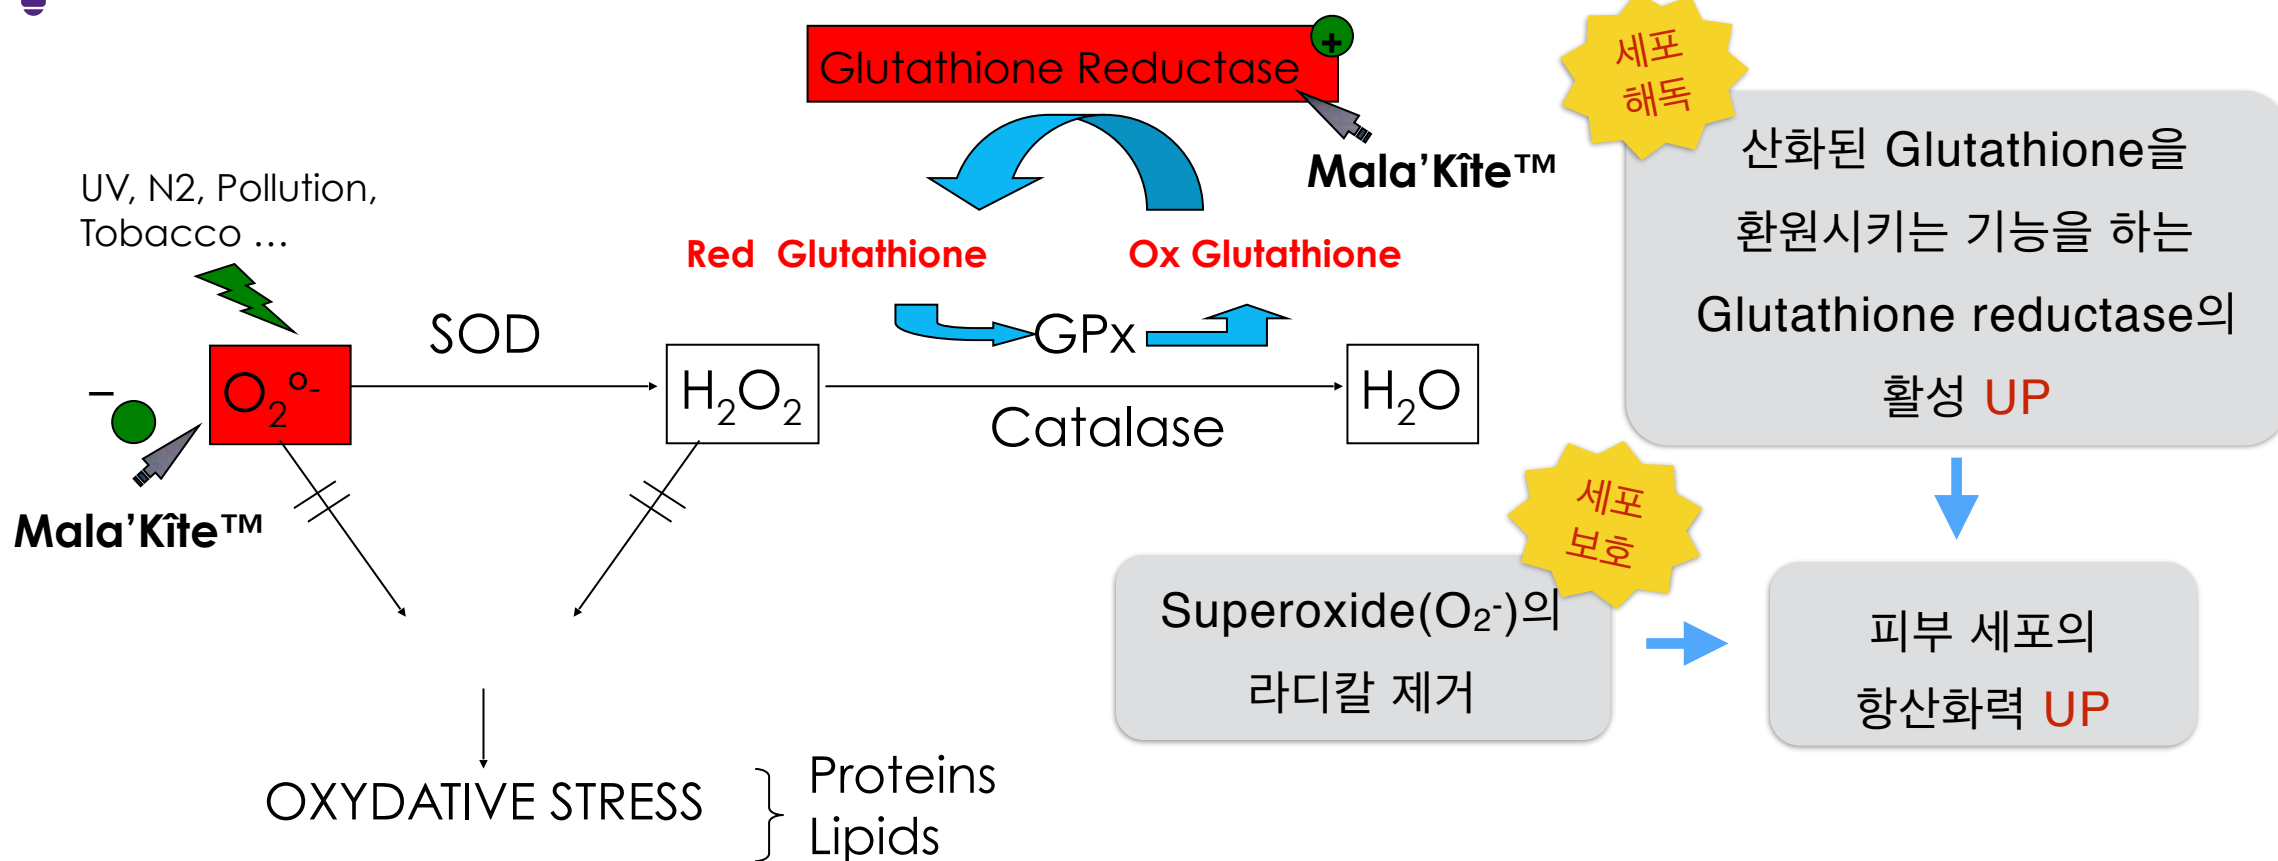 Glutathione Reductase
+
Mala'Kîte™
UV, N2, Pollution,
Tobacco ...
Red Glutathione
Ox Glutathione
SOD
GPx
O₂°⁻
H₂O₂
H₂O
Catalase
–
Mala'Kîte™
OXYDATIVE STRESS
Proteins
Lipids
세포
해독
산화된 Glutathione을
환원시키는 기능을 하는
Glutathione reductase의
활성 UP
세포
보호
Superoxide(O₂⁻)의
라디칼 제거
피부 세포의
항산화력 UP